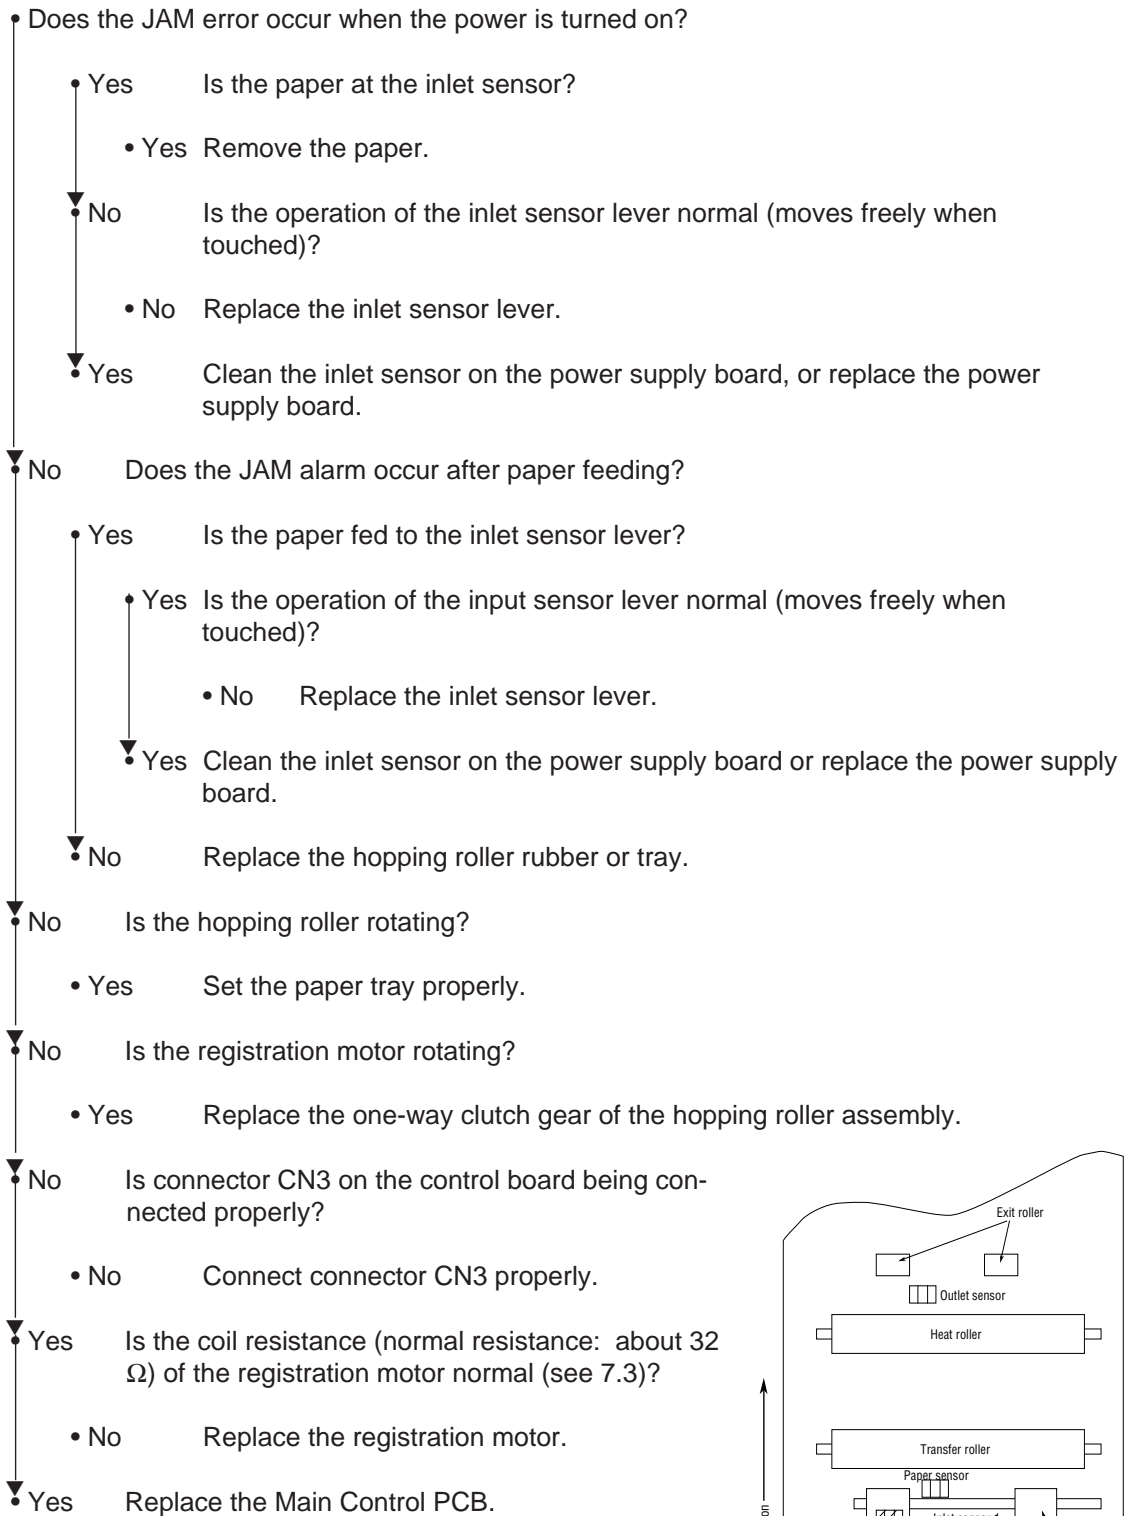 • Does the JAM error occur when the power is turned on?
• Yes Is the paper at the inlet sensor?
• Yes Remove the paper.
• No Is the operation of the inlet sensor lever normal (moves freely when
touched)?
• No Replace the inlet sensor lever.
• Yes Clean the inlet sensor on the power supply board, or replace the power
supply board.
• No Does the JAM alarm occur after paper feeding?
• Yes Is the paper fed to the inlet sensor lever?
• Yes Is the operation of the input sensor lever normal (moves freely when
touched)?
• No Replace the inlet sensor lever.
• Yes Clean the inlet sensor on the power supply board or replace the power supply
board.
• No Replace the hopping roller rubber or tray.
• No Is the hopping roller rotating?
• Yes Set the paper tray properly.
• No Is the registration motor rotating?
• Yes Replace the one-way clutch gear of the hopping roller assembly.
• No Is connector CN3 on the control board being con-
nected properly?
• No Connect connector CN3 properly.
• Yes Is the coil resistance (normal resistance: about 32
Ω) of the registration motor normal (see 7.3)?
• No Replace the registration motor.
• Yes Replace the Main Control PCB.
Exit roller
Outlet sensor
Heat roller
Transfer roller
Paper sensor